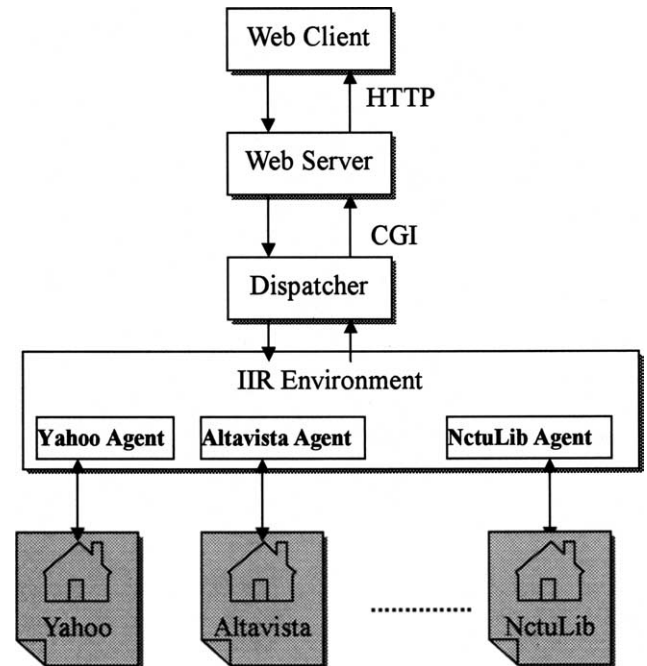 Web Client
HTTP
Web Server
CGI
Dispatcher
IIR Environment
Yahoo Agent
Altavista Agent
NctuLib Agent
Yahoo
Altavista
NctuLib